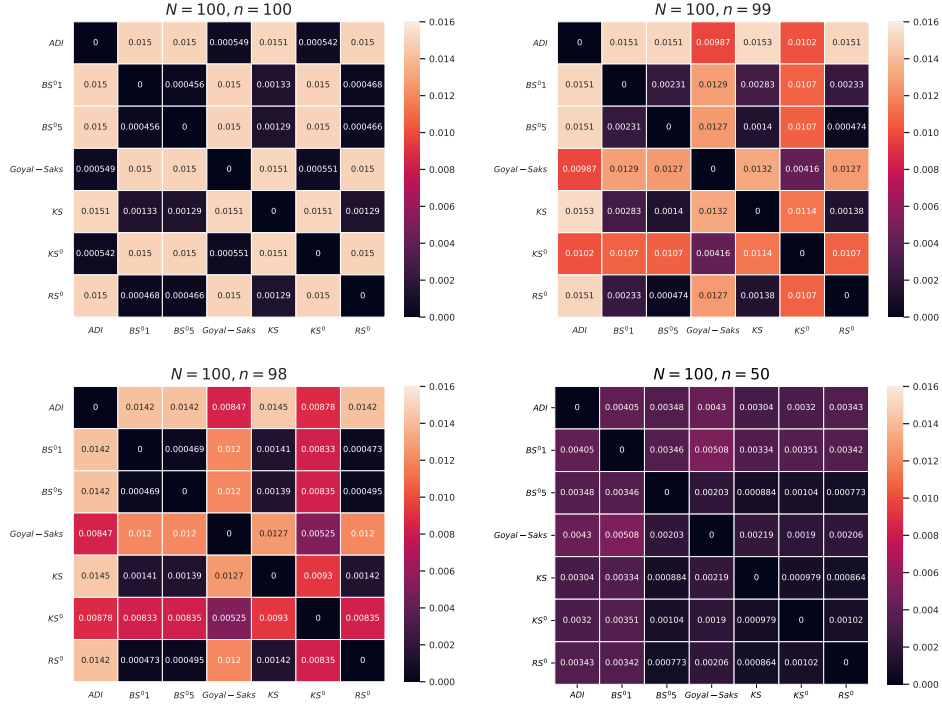 N = 100, n = 100
ADI 0 0.015 0.015 0.000549 0.0151 0.000542 0.015
BS⁰1 0.015 0 0.000456 0.015 0.00133 0.015 0.000468
BS⁰5 0.015 0.000456 0 0.015 0.00129 0.015 0.000466
Goyal−Saks 0.000549 0.015 0.015 0 0.0151 0.000551 0.015
KS 0.0151 0.00133 0.00129 0.0151 0 0.0151 0.00129
KS⁰ 0.000542 0.015 0.015 0.000551 0.0151 0 0.015
RS⁰ 0.015 0.000468 0.000466 0.015 0.00129 0.015 0
ADI BS⁰1 BS⁰5 Goyal−Saks KS KS⁰ RS⁰
0.016
0.014
0.012
0.010
0.008
0.006
0.004
0.002
0.000
N = 100, n = 99
ADI 0 0.0151 0.0151 0.00987 0.0153 0.0102 0.0151
BS⁰1 0.0151 0 0.00231 0.0129 0.00283 0.0107 0.00233
BS⁰5 0.0151 0.00231 0 0.0127 0.0014 0.0107 0.000474
Goyal−Saks 0.00987 0.0129 0.0127 0 0.0132 0.00416 0.0127
KS 0.0153 0.00283 0.0014 0.0132 0 0.0114 0.00138
KS⁰ 0.0102 0.0107 0.0107 0.00416 0.0114 0 0.0107
RS⁰ 0.0151 0.00233 0.000474 0.0127 0.00138 0.0107 0
ADI BS⁰1 BS⁰5 Goyal−Saks KS KS⁰ RS⁰
0.016
0.014
0.012
0.010
0.008
0.006
0.004
0.002
0.000
N = 100, n = 98
ADI 0 0.0142 0.0142 0.00847 0.0145 0.00878 0.0142
BS⁰1 0.0142 0 0.000469 0.012 0.00141 0.00833 0.000473
BS⁰5 0.0142 0.000469 0 0.012 0.00139 0.00835 0.000495
Goyal−Saks 0.00847 0.012 0.012 0 0.0127 0.00525 0.012
KS 0.0145 0.00141 0.00139 0.0127 0 0.0093 0.00142
KS⁰ 0.00878 0.00833 0.00835 0.00525 0.0093 0 0.00835
RS⁰ 0.0142 0.000473 0.000495 0.012 0.00142 0.00835 0
ADI BS⁰1 BS⁰5 Goyal−Saks KS KS⁰ RS⁰
0.016
0.014
0.012
0.010
0.008
0.006
0.004
0.002
0.000
N = 100, n = 50
ADI 0 0.00405 0.00348 0.0043 0.00304 0.0032 0.00343
BS⁰1 0.00405 0 0.00346 0.00508 0.00334 0.00351 0.00342
BS⁰5 0.00348 0.00346 0 0.00203 0.000884 0.00104 0.000773
Goyal−Saks 0.0043 0.00508 0.00203 0 0.00219 0.0019 0.00206
KS 0.00304 0.00334 0.000884 0.00219 0 0.000979 0.000864
KS⁰ 0.0032 0.00351 0.00104 0.0019 0.000979 0 0.00102
RS⁰ 0.00343 0.00342 0.000773 0.00206 0.000864 0.00102 0
ADI BS⁰1 BS⁰5 Goyal−Saks KS KS⁰ RS⁰
0.016
0.014
0.012
0.010
0.008
0.006
0.004
0.002
0.000